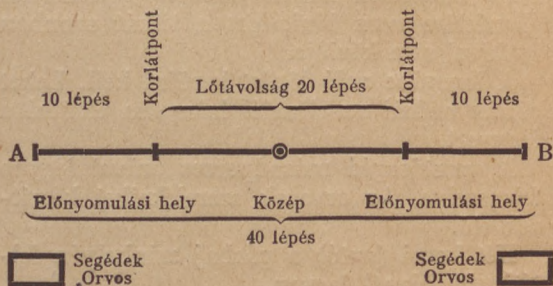 Korlátpont
Korlátpont
Lőtávolság 20 lépés
10 lépés
10 lépés
A
B
Előnyomulási hely
Közép
Előnyomulási hely
40 lépés
Segédek
Orvos
Segédek
Orvos